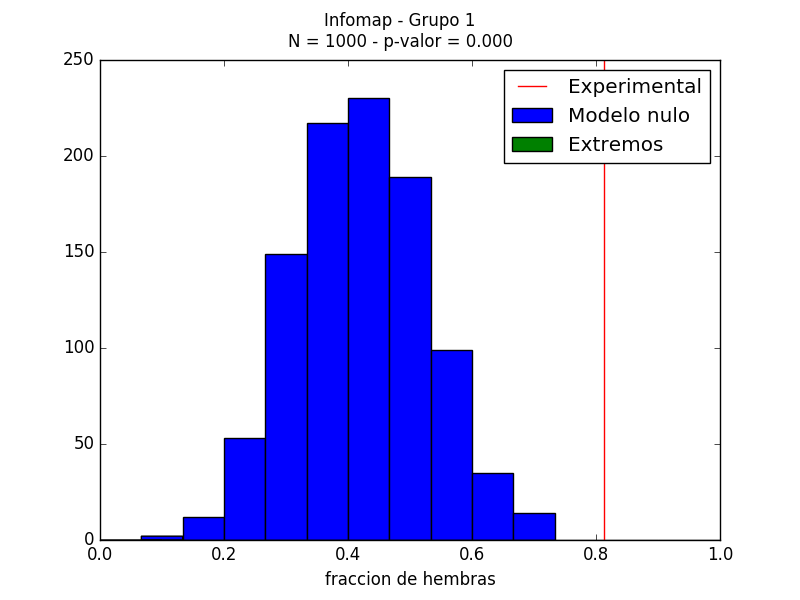 Infomap - Grupo 1
N = 1000 - p-valor = 0.000
250
200
150
100
50
0
Experimental
Modelo nulo
Extremos
0.0 0.2 0.4 0.6 0.8 1.0
fraccion de hembras